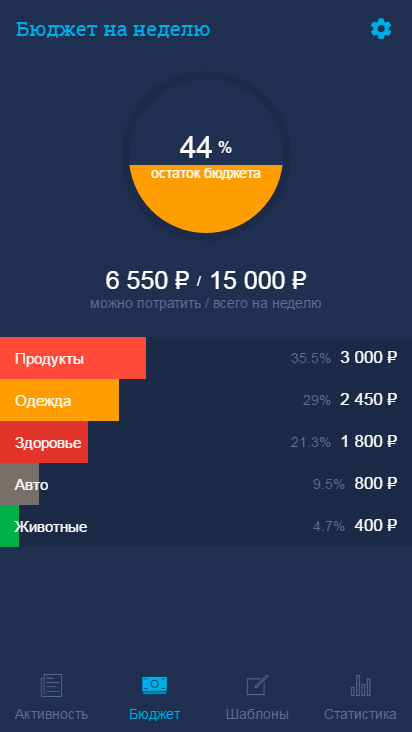 Бюджет на неделю
44 %
остаток бюджета
6 550 ₽ / 15 000 ₽
можно потратить / всего на неделю
Продукты 35.5% 3 000 ₽
Одежда 29% 2 450 ₽
Здоровье 21.3% 1 800 ₽
Авто 9.5% 800 ₽
Животные 4.7% 400 ₽
Активность Бюджет Шаблоны Статистика